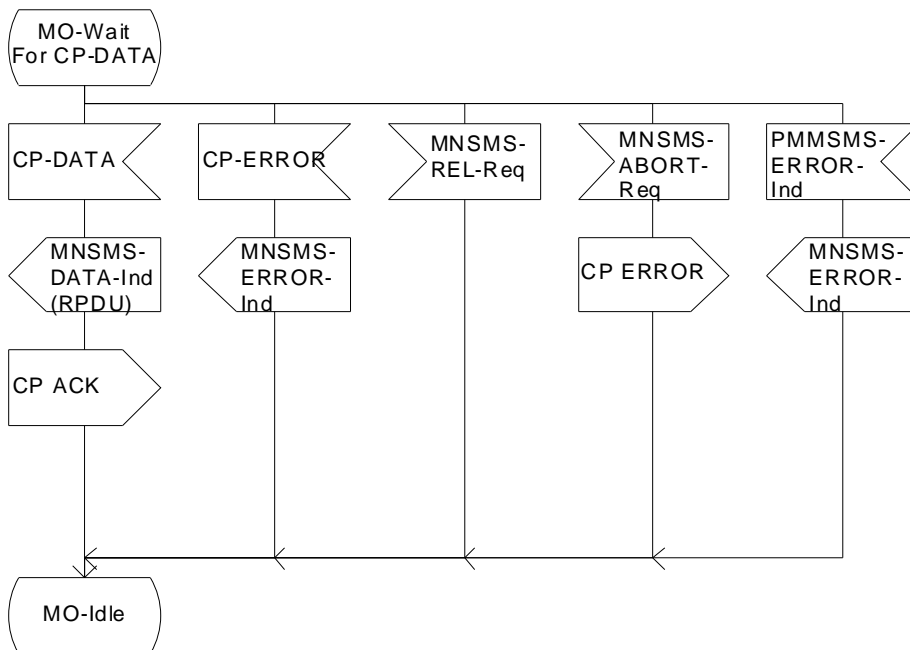 MO-Wait
For CP-DATA
CP-DATA
CP-ERROR
MNSMS-
REL-Req
MNSMS-
ABORT-
Req
PMMSMS-
ERROR-
Ind
MNSMS-
DATA-Ind
(RPDU)
MNSMS-
ERROR-
Ind
CP ERROR
MNSMS-
ERROR-
Ind
CP ACK
MO-Idle